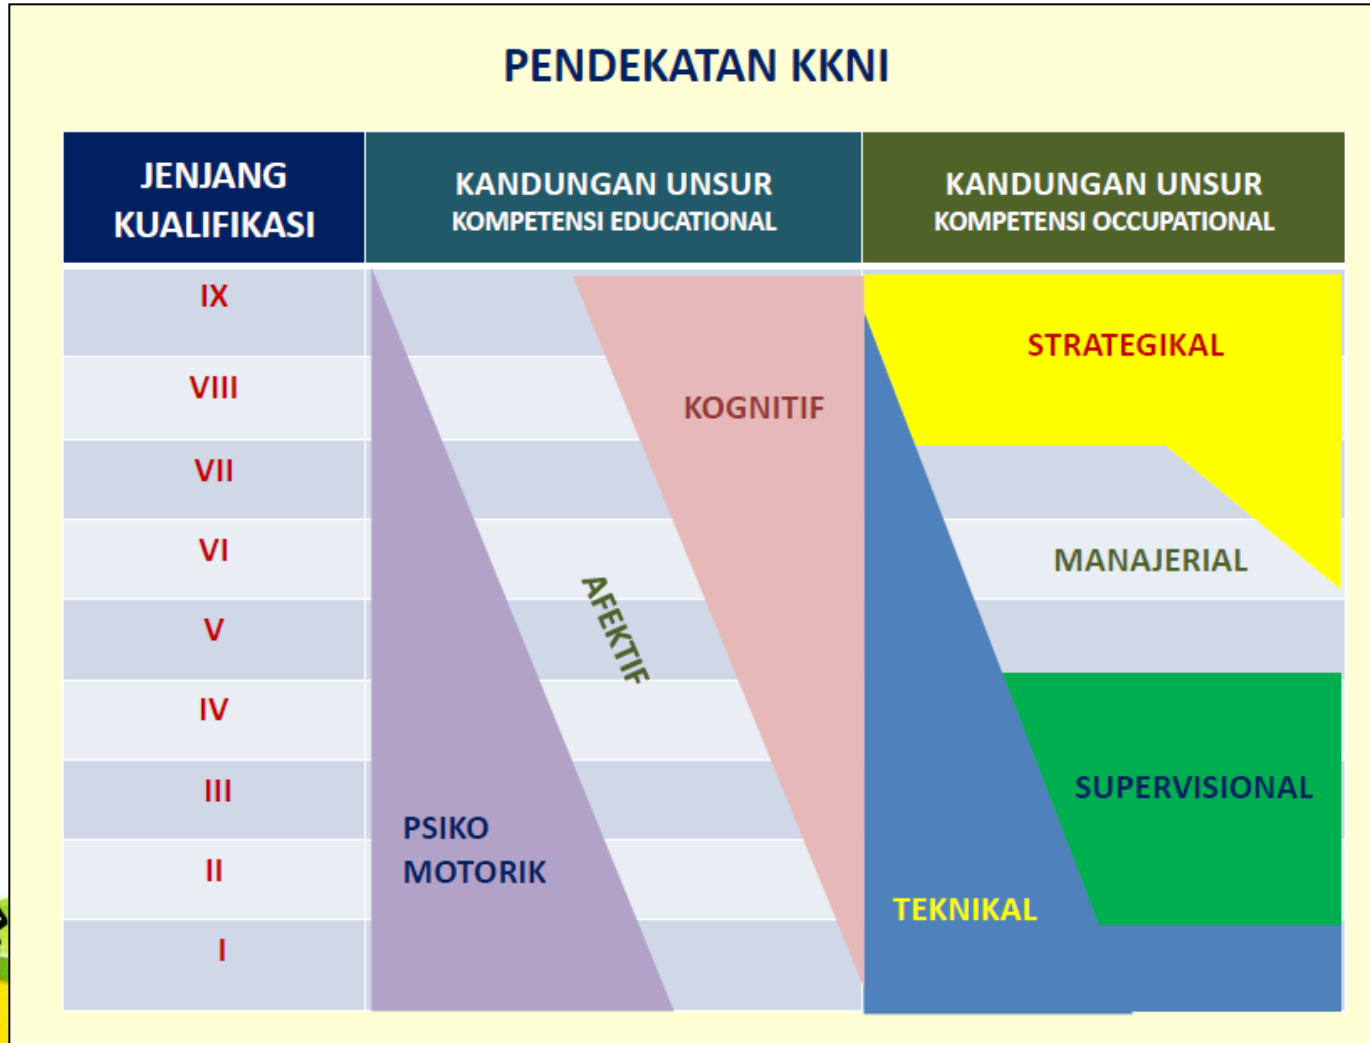 PENDEKATAN KKNI
JENJANG
KUALIFIKASI
KANDUNGAN UNSUR
KOMPETENSI EDUCATIONAL
KANDUNGAN UNSUR
KOMPETENSI OCCUPATIONAL
IX
VIII
VII
VI
V
IV
III
II
I
KOGNITIF
AFEKTIF
PSIKO
MOTORIK
STRATEGIKAL
MANAJERIAL
SUPERVISIONAL
TEKNIKAL